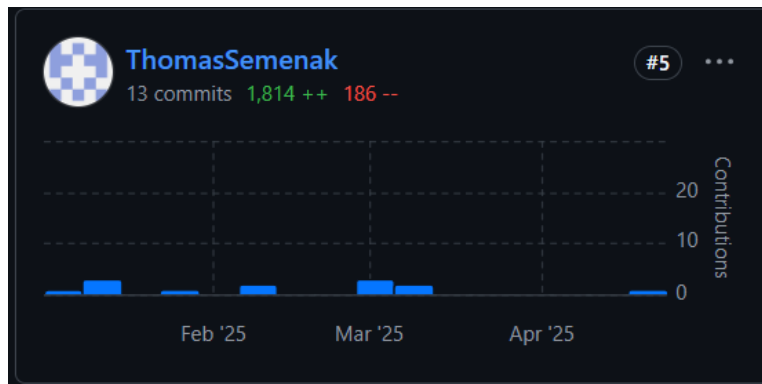 ThomasSemenak
#5
13 commits 1,814 ++ 186 --
20
10
0
Contributions
Feb '25
Mar '25
Apr '25